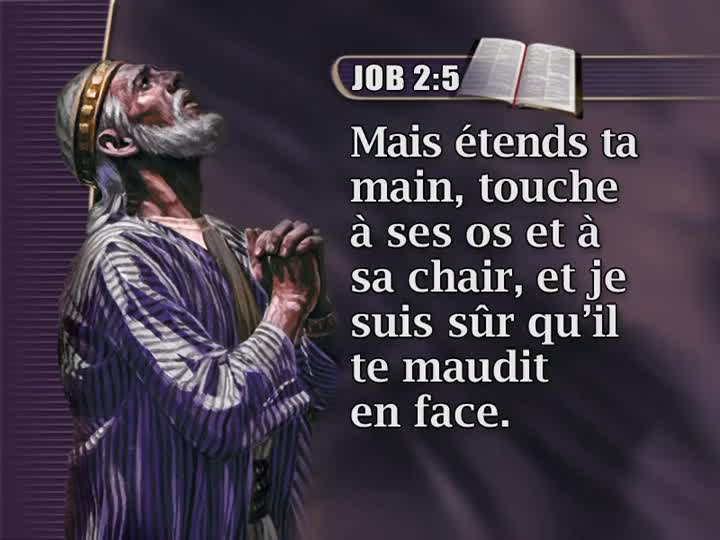 JOB 2:5
Mais étends ta
main, touche
à ses os et à
sa chair, et je
suis sûr qu'il
te maudit
en face.